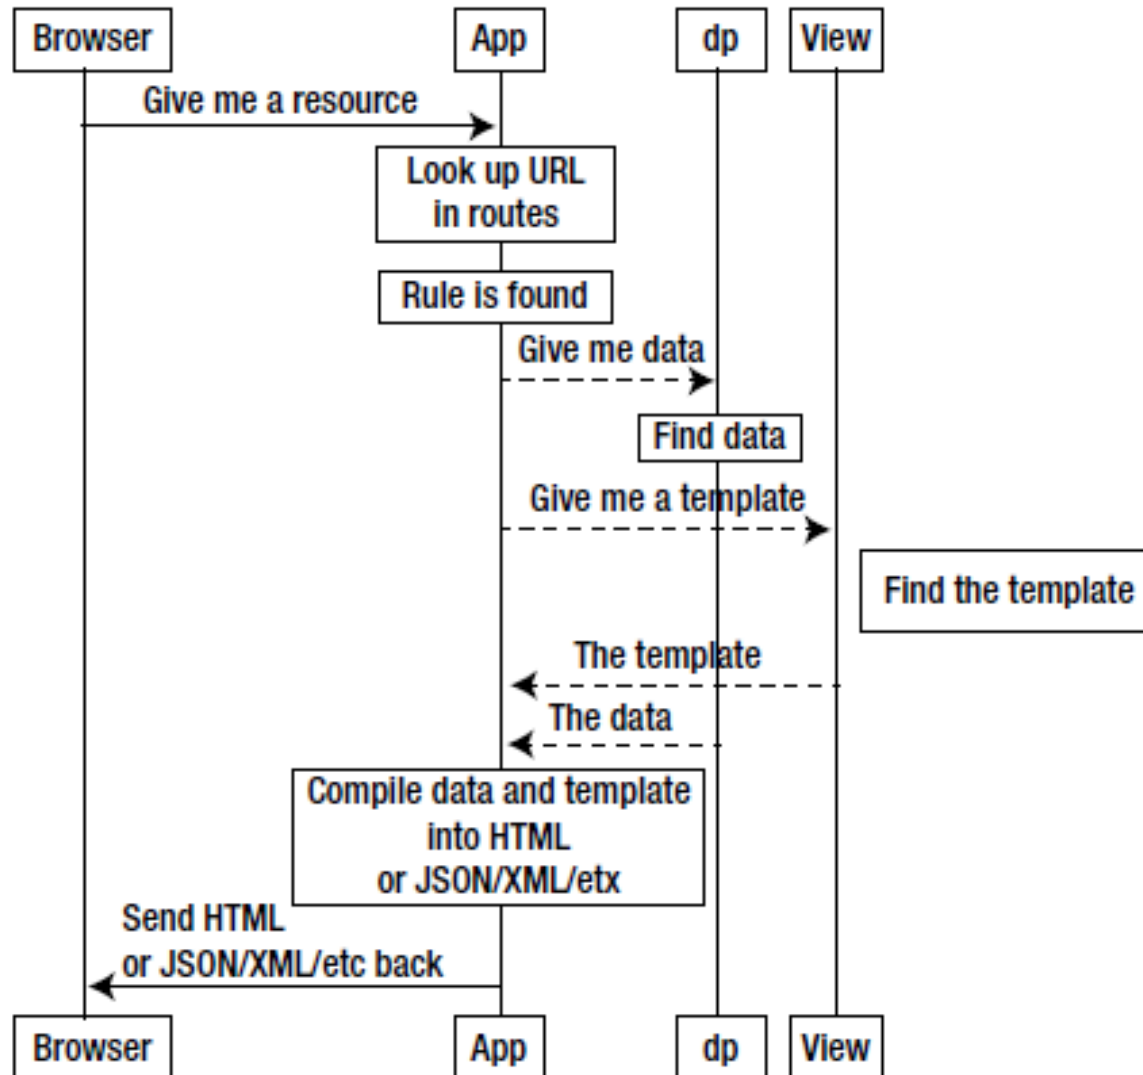 Browser
App
dp
View
Give me a resource
Look up URL
in routes
Rule is found
Give me data
Find data
Give me a template
Find the template
The template
The data
Compile data and template
into HTML
or JSON/XML/etx
Send HTML
or JSON/XML/etc back
Browser
App
dp
View